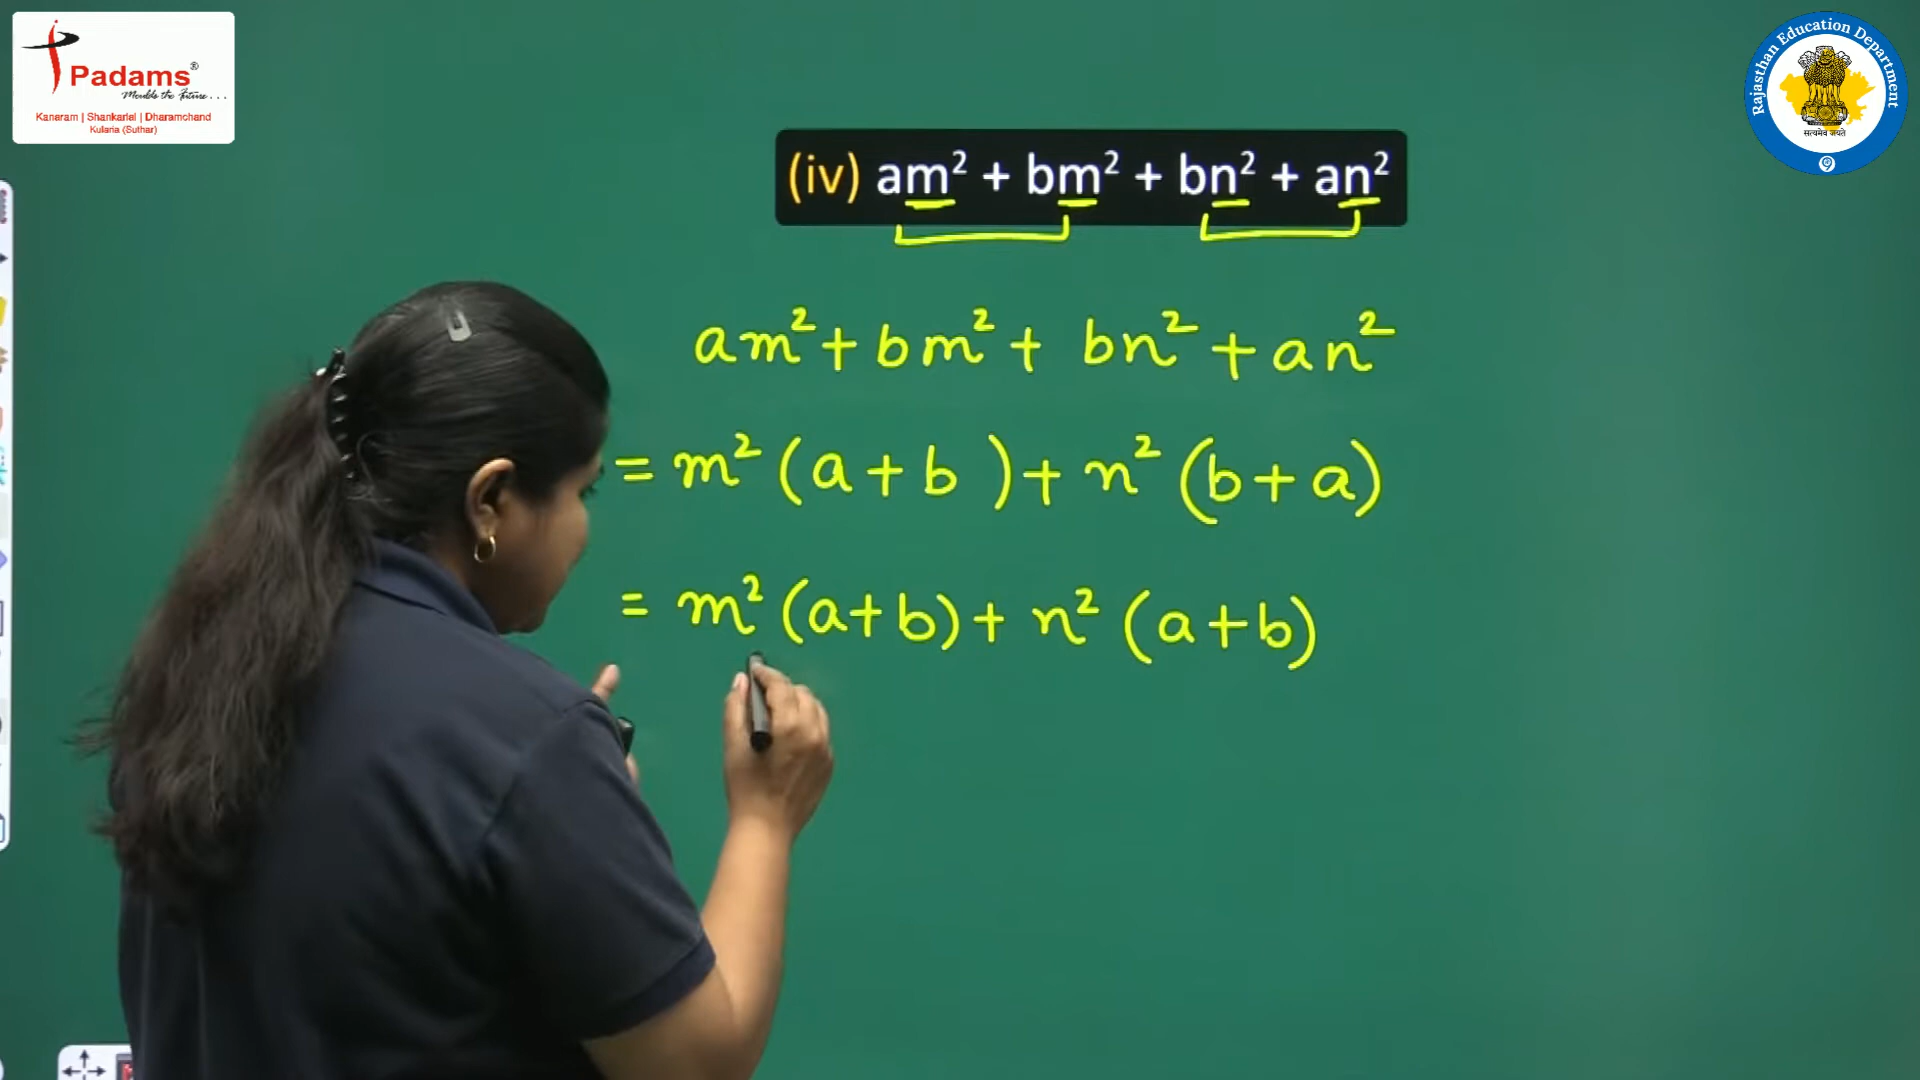 Padams®
Moulds the Future...
Kanaram | Shankarlal | Dharamchand
Kularia (Suthar)
Rajasthan Education Department
सत्यमेव जयते
(iv) am² + bm² + bn² + an²
am² + bm² + bn² + an²
= m² (a + b ) + n² (b + a)
= m² (a + b) + n² (a + b)